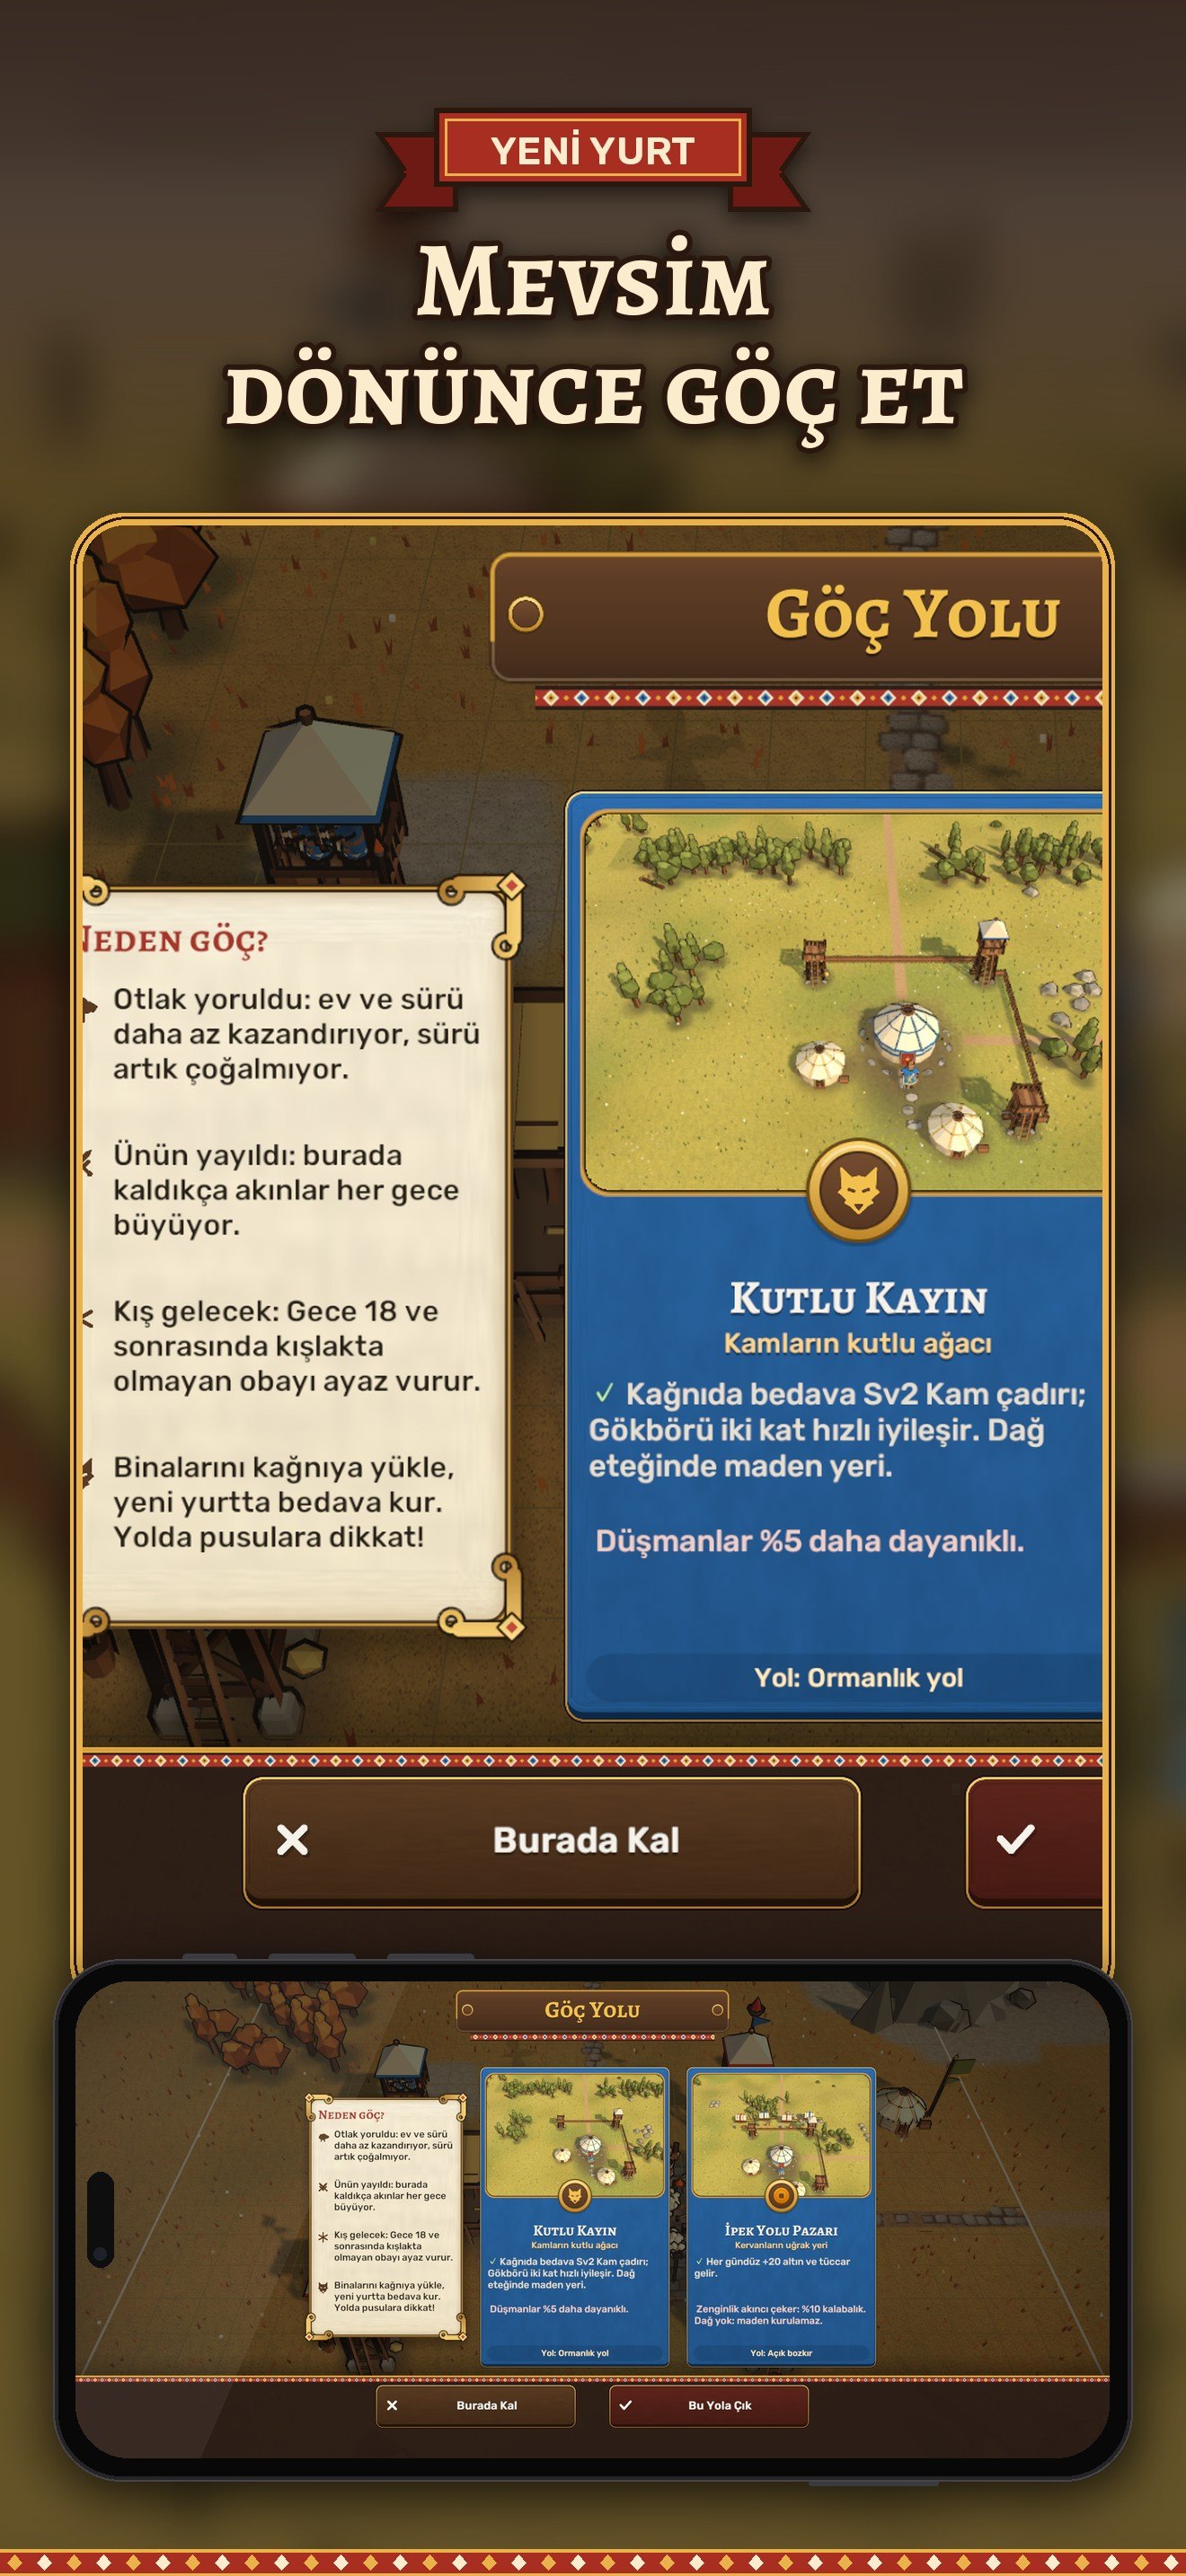 YENİ YURT
MEVSİM
DÖNÜNCE GÖÇ ET
GÖÇ YOLU
NEDEN GÖÇ?
Otlak yoruldu: ev ve sürü
daha az kazandırıyor, sürü
artık çoğalmıyor.
Ünün yayıldı: burada
kaldıkça akınlar her gece
büyüyor.
Kış gelecek: Gece 18 ve
sonrasında kışlakta
olmayan obayı ayaz vurur.
Binalarını kağnıya yükle,
yeni yurtta bedava kur.
Yolda pusulara dikkat!
KUTLU KAYIN
Kamların kutlu ağacı
✓ Kağnıda bedava Sv2 Kam çadırı;
Gökbörü iki kat hızlı iyileşir. Dağ
eteğinde maden yeri.
Düşmanlar %5 daha dayanıklı.
Yol: Ormanlık yol
Burada Kal
GÖÇ YOLU
NEDEN GÖÇ?
Otlak yoruldu: ev ve sürü
daha az kazandırıyor, sürü
artık çoğalmıyor.
Ünün yayıldı: burada
kaldıkça akınlar her gece
büyüyor.
Kış gelecek: Gece 18 ve
sonrasında kışlakta
olmayan obayı ayaz vurur.
Binalarını kağnıya yükle,
yeni yurtta bedava kur.
Yolda pusulara dikkat!
KUTLU KAYIN
Kamların kutlu ağacı
✓ Kağnıda bedava Sv2 Kam çadırı;
Gökbörü iki kat hızlı iyileşir. Dağ
eteğinde maden yeri.
Düşmanlar %5 daha dayanıklı.
Yol: Ormanlık yol
İPEK YOLU PAZARI
Kervanların uğrak yeri
✓ Her gündüz +20 altın ve tüccar
gelir.
Zenginlik akıncı çeker: %10 kalabalık.
Dağ yok: maden kurulamaz.
Yol: Açık bozkır
Burada Kal
Bu Yola Çık